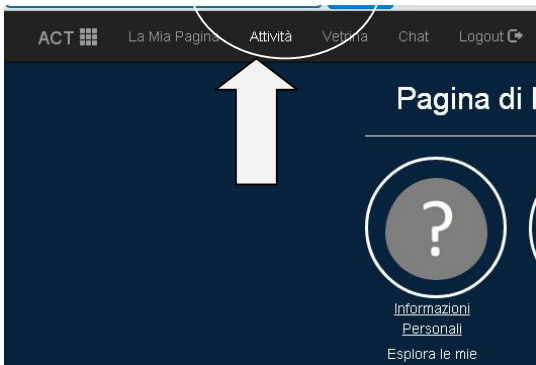 ACT La Mia Pagina Attività Vetrina Chat Logout
Pagina di
?
Informazioni
Personali
Esplora le mie